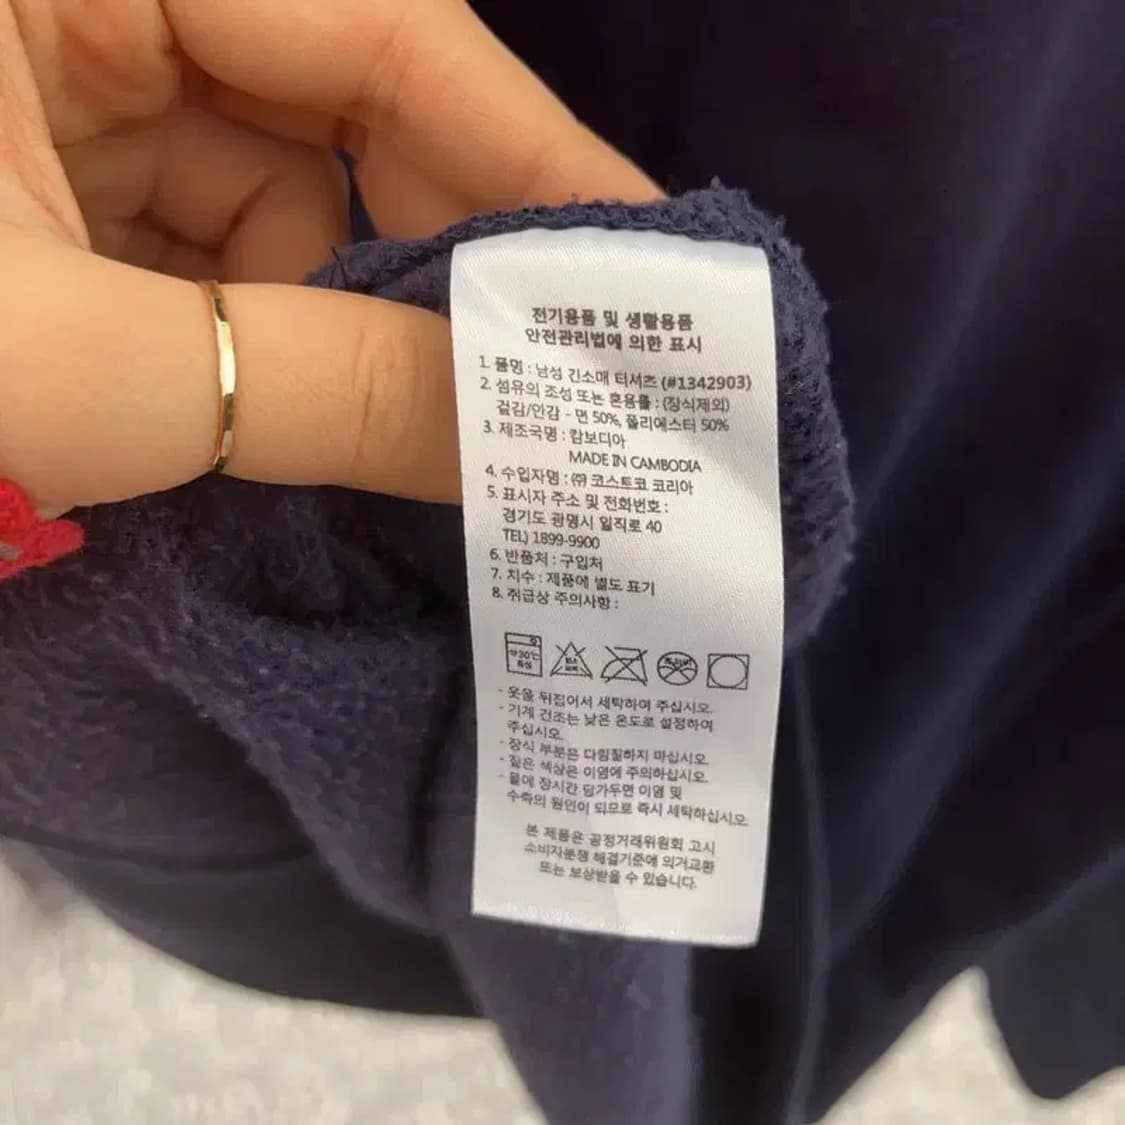 전기용품 및 생활용품
안전관리법에 의한 표시
1. 품명 : 남성 긴소매 티셔츠 (#1342903)
2. 섬유의 조성 또는 혼용률 : (장식제외)
겉감/안감 - 면 50%, 폴리에스터 50%
3. 제조국명 : 캄보디아
MADE IN CAMBODIA
4. 수입자명 : ㈜ 코스트코 코리아
5. 표시자 주소 및 전화번호 :
경기도 광명시 일직로 40
TEL) 1899-9900
6. 반품처 : 구입처
7. 치수 : 제품에 별도 표기
8. 취급상 주의사항 :
약30℃
중성
염소
표백
드라이
- 옷을 뒤집어서 세탁하여 주십시오.
- 기계 건조는 낮은 온도로 설정하여
주십시오.
- 장식 부분은 다림질하지 마십시오.
- 짙은 색상은 이염에 주의하십시오.
- 물에 장시간 담가두면 이염 및
수축의 원인이 되므로 즉시 세탁하십시오.
본 제품은 공정거래위원회 고시
소비자분쟁 해결기준에 의거교환
또는 보상받을 수 있습니다.